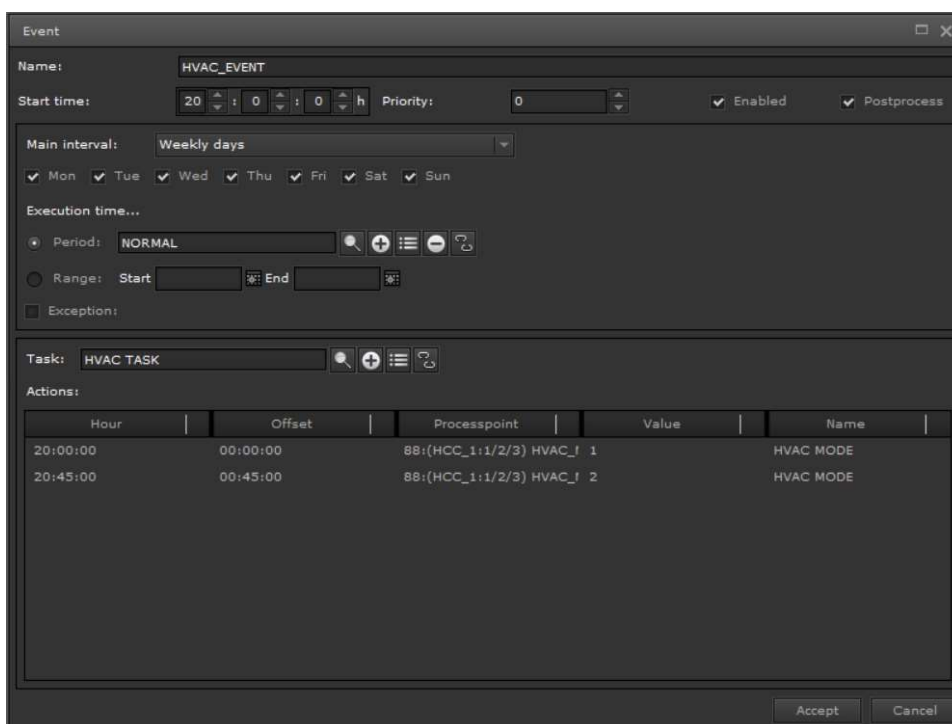 Event
Name: HVAC_EVENT
Start time: 20 : 0 : 0 h Priority: 0 Enabled Postprocess
Main interval: Weekly days
Mon Tue Wed Thu Fri Sat Sun
Execution time...
Period: NORMAL
Range: Start End
Exception:
Task: HVAC TASK
Actions:
Hour Offset Processpoint Value Name
20:00:00 00:00:00 88:(HCC_1:1/2/3) 1 HVAC MODE
20:45:00 00:45:00 88:(HCC_1:1/2/3) 2 HVAC MODE
Accept Cancel